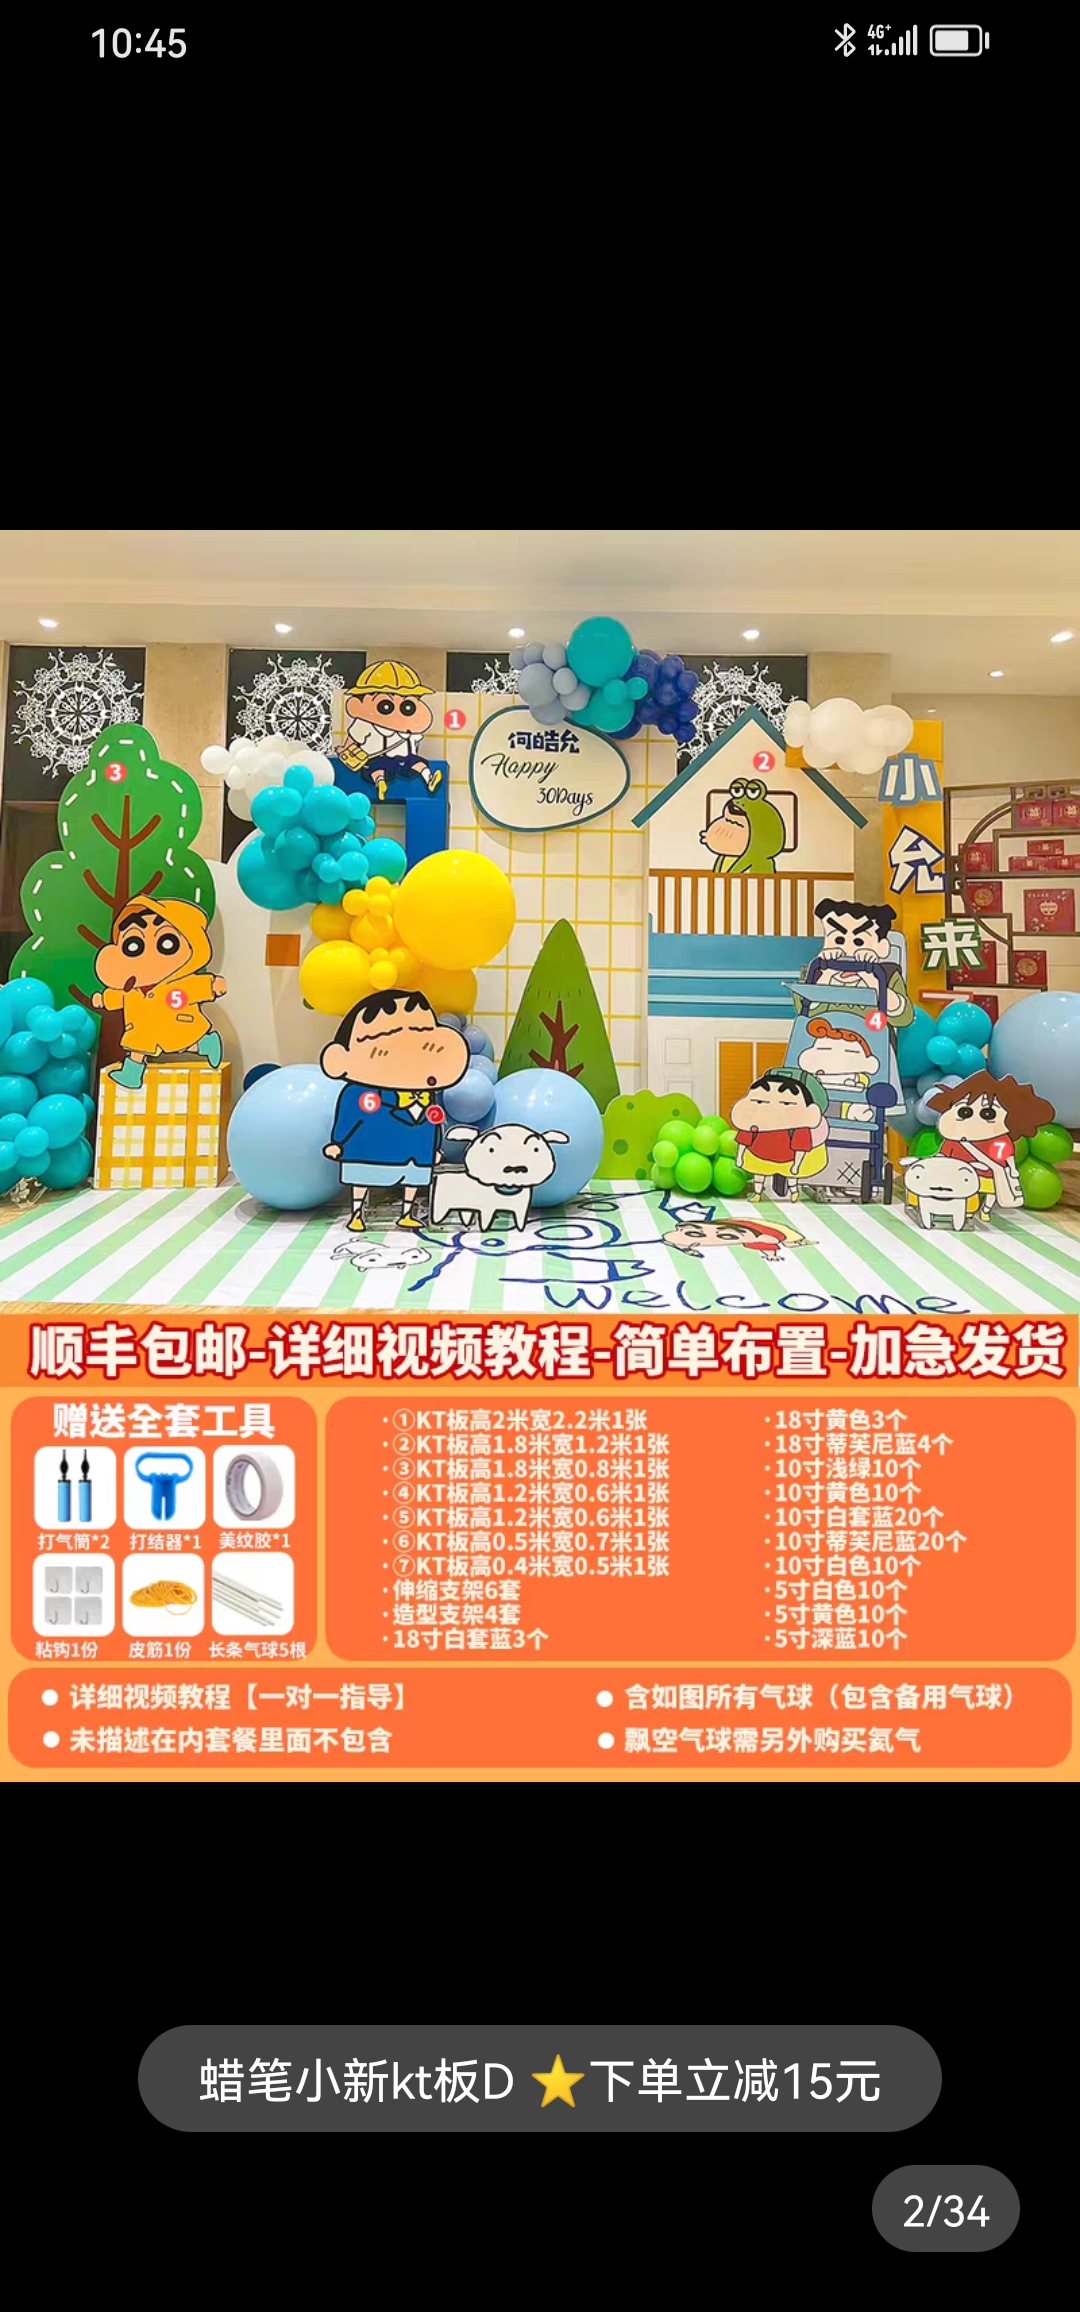 10:45
4G+
何皓允
Happy
30Days
小
允
来
1
2
3
4
5
6
7
Welcome
顺丰包邮-详细视频教程-简单布置-加急发货
赠送全套工具
打气筒*2 打结器*1 美纹胶*1
粘钩1份 皮筋1份 长条气球5根
·①KT板高2米宽2.2米1张
·②KT板高1.8米宽1.2米1张
·③KT板高1.8米宽0.8米1张
·④KT板高1.2米宽0.6米1张
·⑤KT板高1.2米宽0.6米1张
·⑥KT板高0.5米宽0.7米1张
·⑦KT板高0.4米宽0.5米1张
·伸缩支架6套
·造型支架4套
·18寸白套蓝3个
·18寸黄色3个
·18寸蒂芙尼蓝4个
·10寸浅绿10个
·10寸黄色10个
·10寸白套蓝20个
·10寸蒂芙尼蓝20个
·10寸白色10个
·5寸白色10个
·5寸黄色10个
·5寸深蓝10个
● 详细视频教程【一对一指导】
● 含如图所有气球（包含备用气球）
● 未描述在内套餐里面不包含
● 飘空气球需另外购买氦气
蜡笔小新kt板D ⭐下单立减15元
2/34